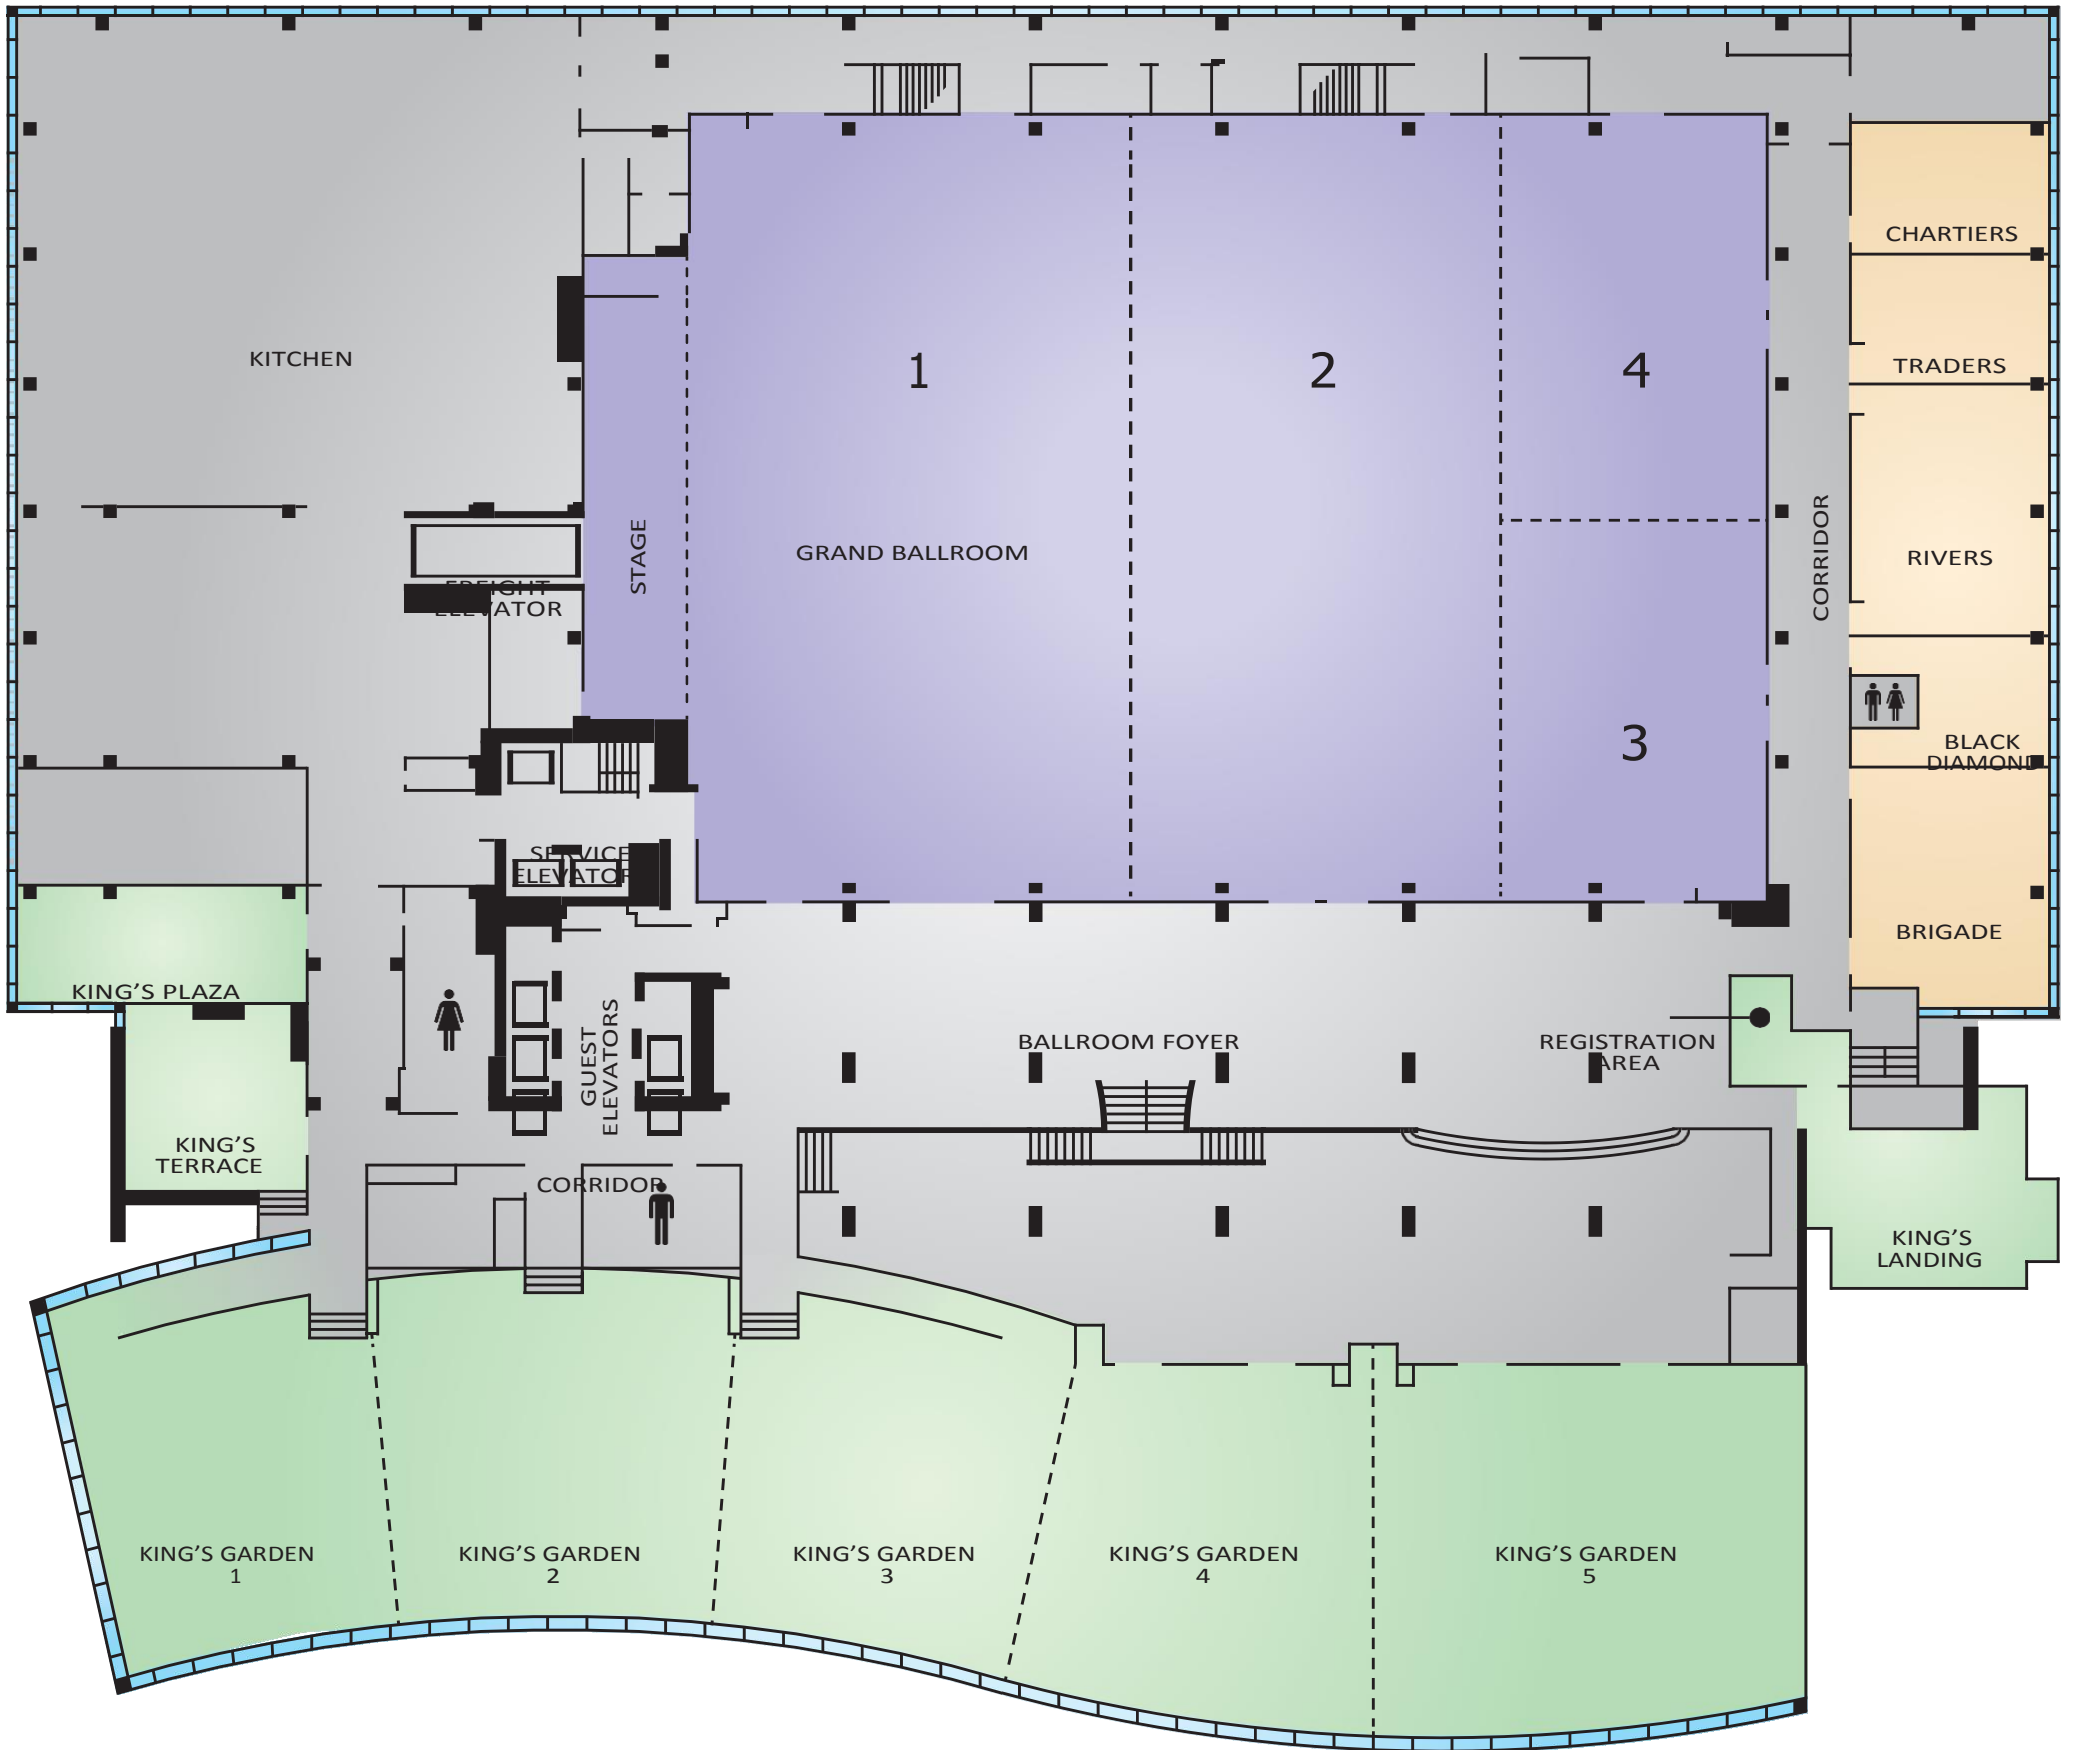 CHARTIERS
KITCHEN
1
2
4
TRADERS
STAGE
GRAND BALLROOM
CORRIDOR
RIVERS
FREIGHT
ELEVATOR
3
BLACK
DIAMOND
SERVICE
ELEVATOR
BRIGADE
KING’S PLAZA
GUEST
ELEVATORS
BALLROOM FOYER
REGISTRATION
AREA
KING’S
TERRACE
CORRIDOR
KING’S
LANDING
KING’S GARDEN
1
KING’S GARDEN
2
KING’S GARDEN
3
KING’S GARDEN
4
KING’S GARDEN
5